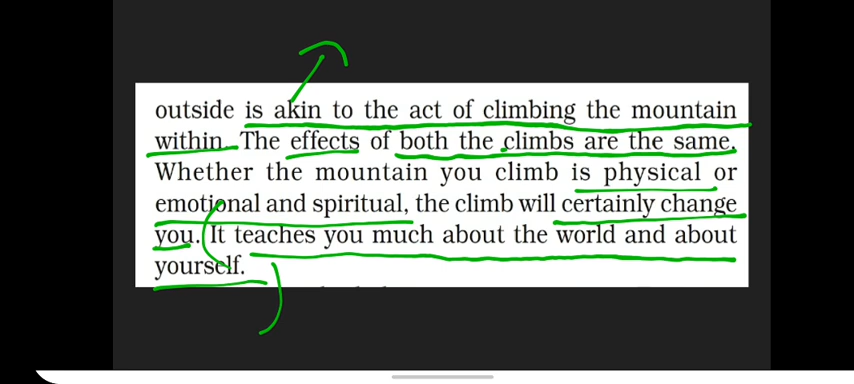 outside is akin to the act of climbing the mountain
within. The effects of both the climbs are the same.
Whether the mountain you climb is physical or
emotional and spiritual, the climb will certainly change
you. It teaches you much about the world and about
yourself.